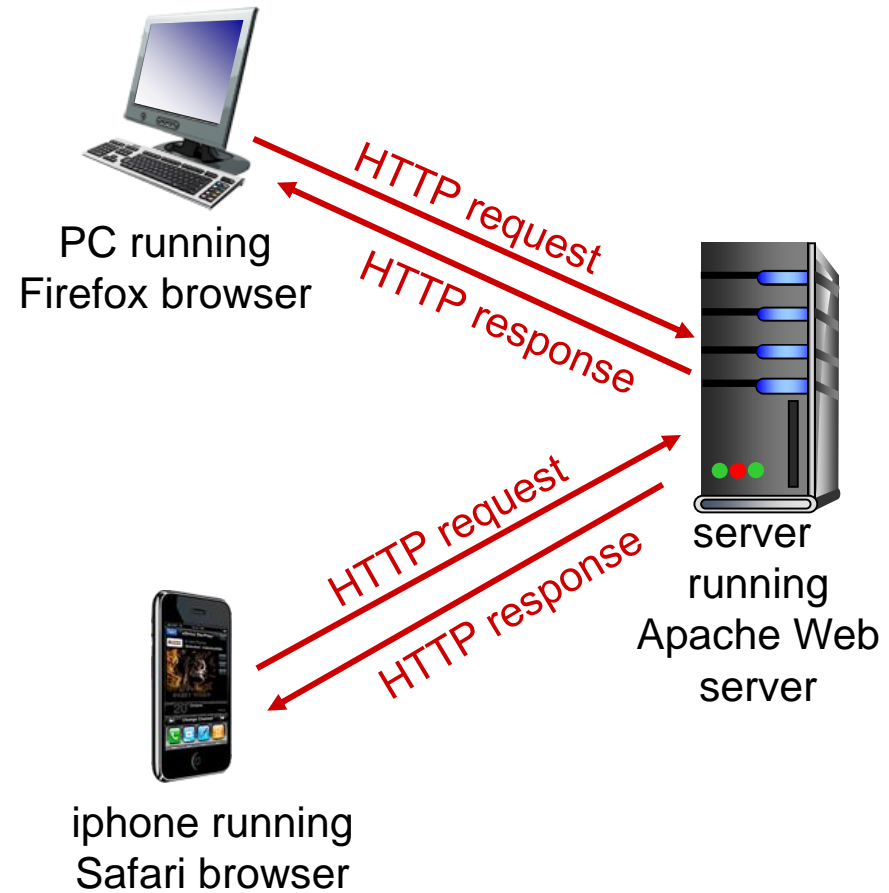 HTTP request
HTTP response
PC running
Firefox browser
HTTP request
HTTP response
server
running
Apache Web
server
iphone running
Safari browser